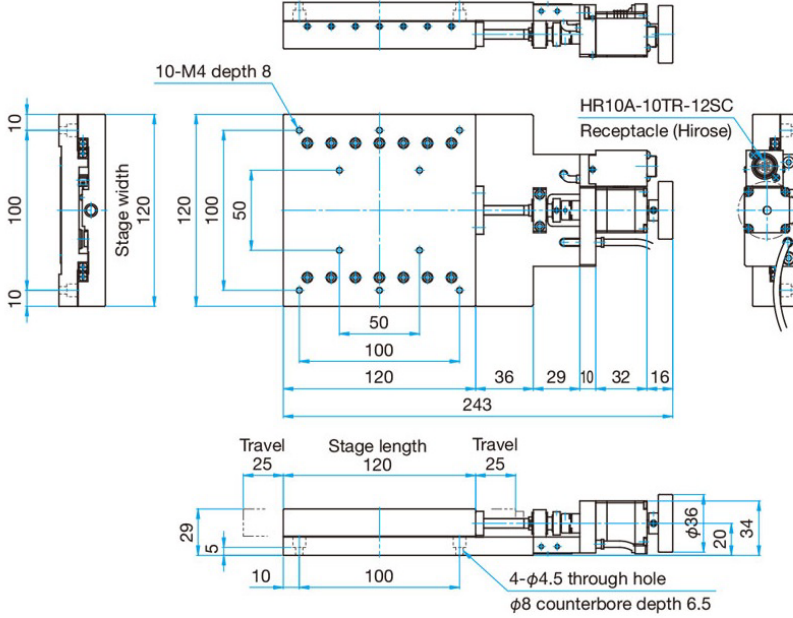 10-M4 depth 8
HR10A-10TR-12SC
Receptacle (Hirose)
10
100
10
Stage width
120
120
100
50
50
100
120
36
29
10
32
16
243
Travel
25
Stage length
120
Travel
25
29
5
10
100
φ36
20
34
4-φ4.5 through hole
φ8 counterbore depth 6.5